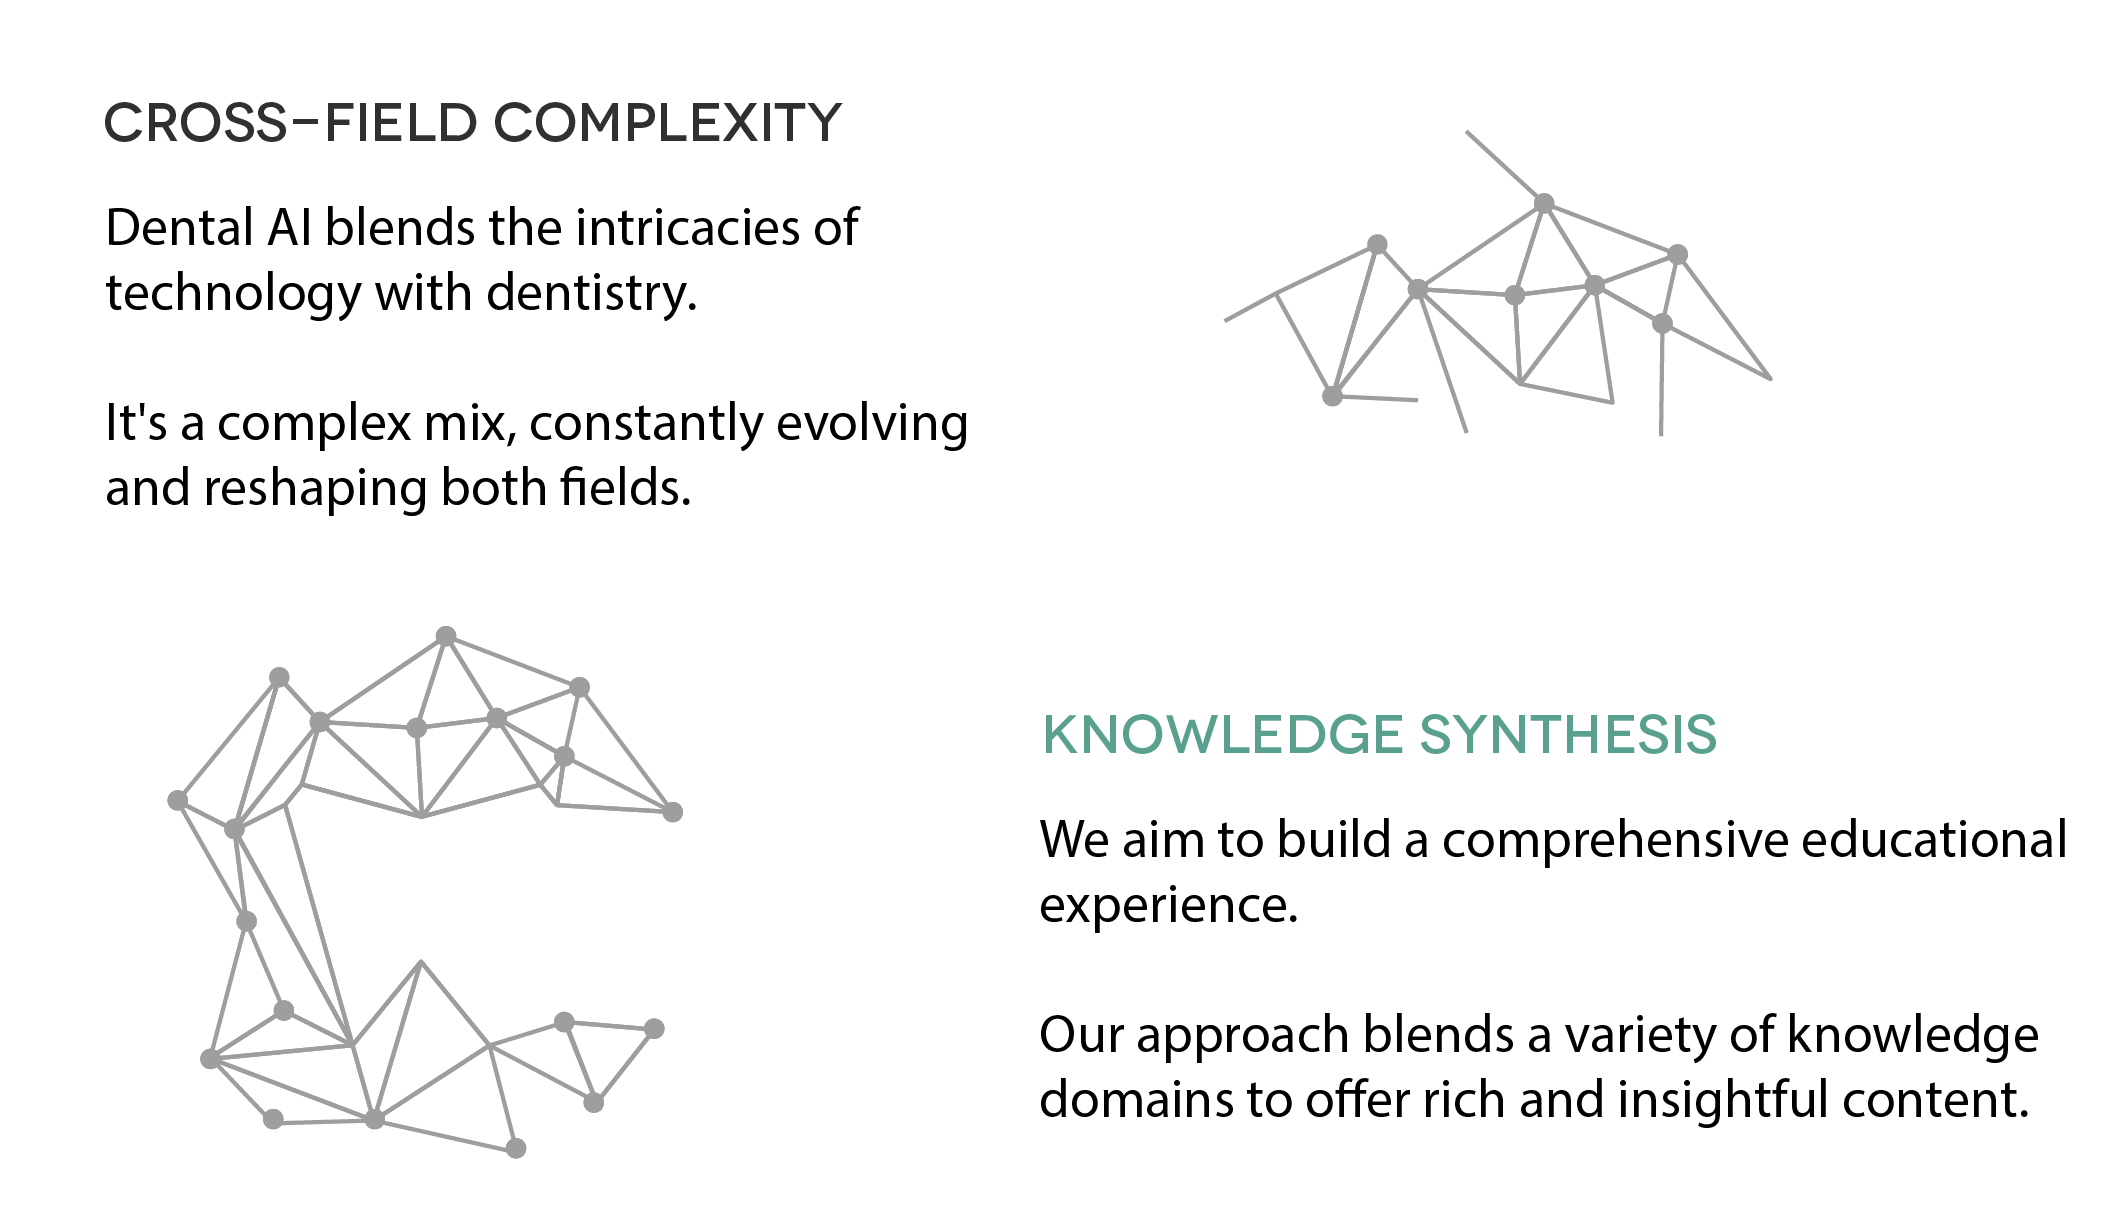 CROSS-FIELD COMPLEXITY
Dental AI blends the intricacies of
technology with dentistry.
It's a complex mix, constantly evolving
and reshaping both fields.
KNOWLEDGE SYNTHESIS
We aim to build a comprehensive educational
experience.
Our approach blends a variety of knowledge
domains to offer rich and insightful content.